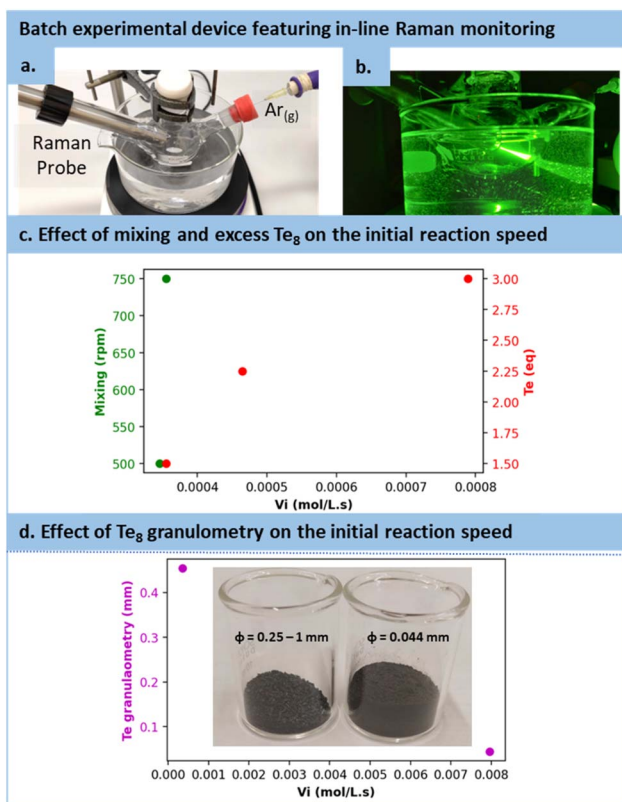 Batch experimental device featuring in-line Raman monitoring
a.
b.
Raman
Probe
Ar(g)
c. Effect of mixing and excess Te8 on the initial reaction speed
Mixing (rpm)
750
700
650
600
550
500
3.00
2.75
2.50
2.25
2.00
1.75
1.50
Te (eq)
0.0004 0.0005 0.0006 0.0007 0.0008
Vi (mol/L.s)
d. Effect of Te8 granulometry on the initial reaction speed
Te granulaometry (mm)
0.4
0.3
0.2
0.1
ϕ = 0.25 – 1 mm
ϕ = 0.044 mm
0.000 0.001 0.002 0.003 0.004 0.005 0.006 0.007 0.008
Vi (mol/L.s)